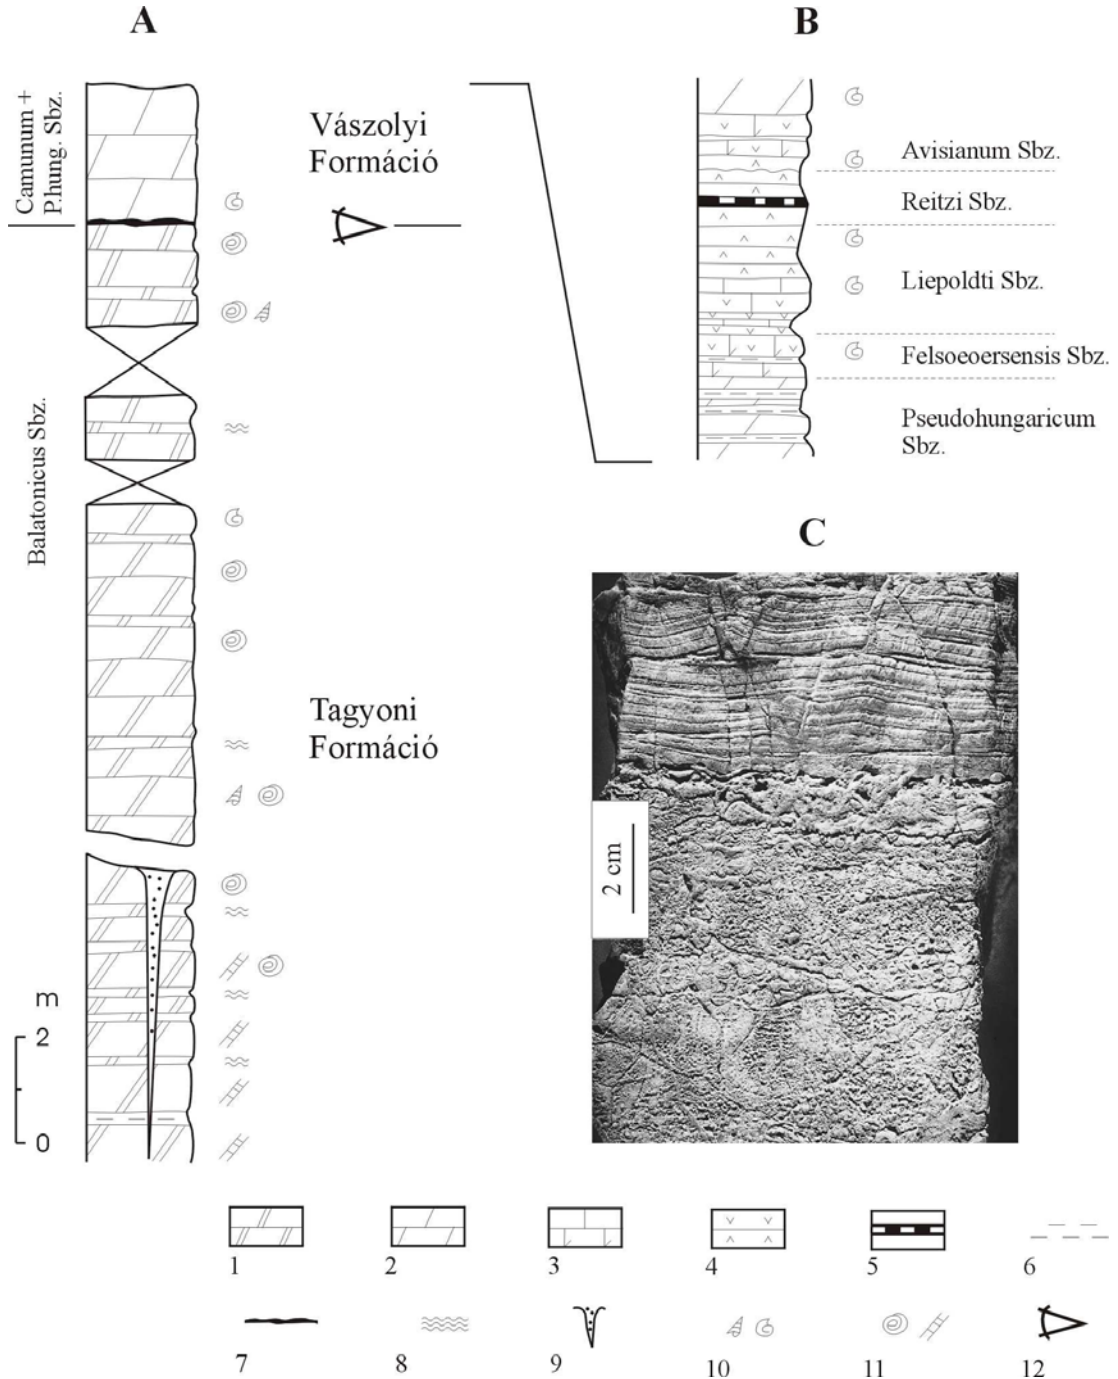 A
B
Camunum +
P.hung. Sbz.
Vászolyi
Formáció
Avisianum Sbz.
Reitzi Sbz.
Liepoldti Sbz.
Felsoeoersensis Sbz.
Pseudohungaricum
Sbz.
Balatonicus Sbz.
C
Tagyoni
Formáció
2 cm
m
2
0
1
2
3
4
5
6
7
8
9
10
11
12